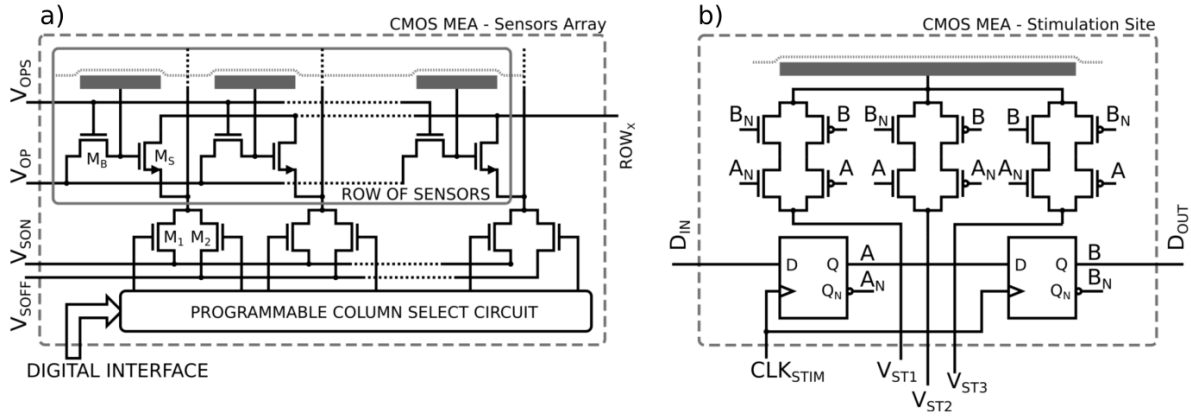 a)
CMOS MEA - Sensors Array
V_OPS
V_OP
M_B
M_S
ROW_X
ROW OF SENSORS
V_SON
M_1 M_2
V_SOFF
PROGRAMMABLE COLUMN SELECT CIRCUIT
DIGITAL INTERFACE
b)
CMOS MEA - Stimulation Site
B_N B B_N B B B_N
A_N A A A_N A_N A
D_IN
D_OUT
D Q A
Q_N A_N
D Q B
Q_N B_N
CLK_STIM
V_ST1
V_ST2
V_ST3